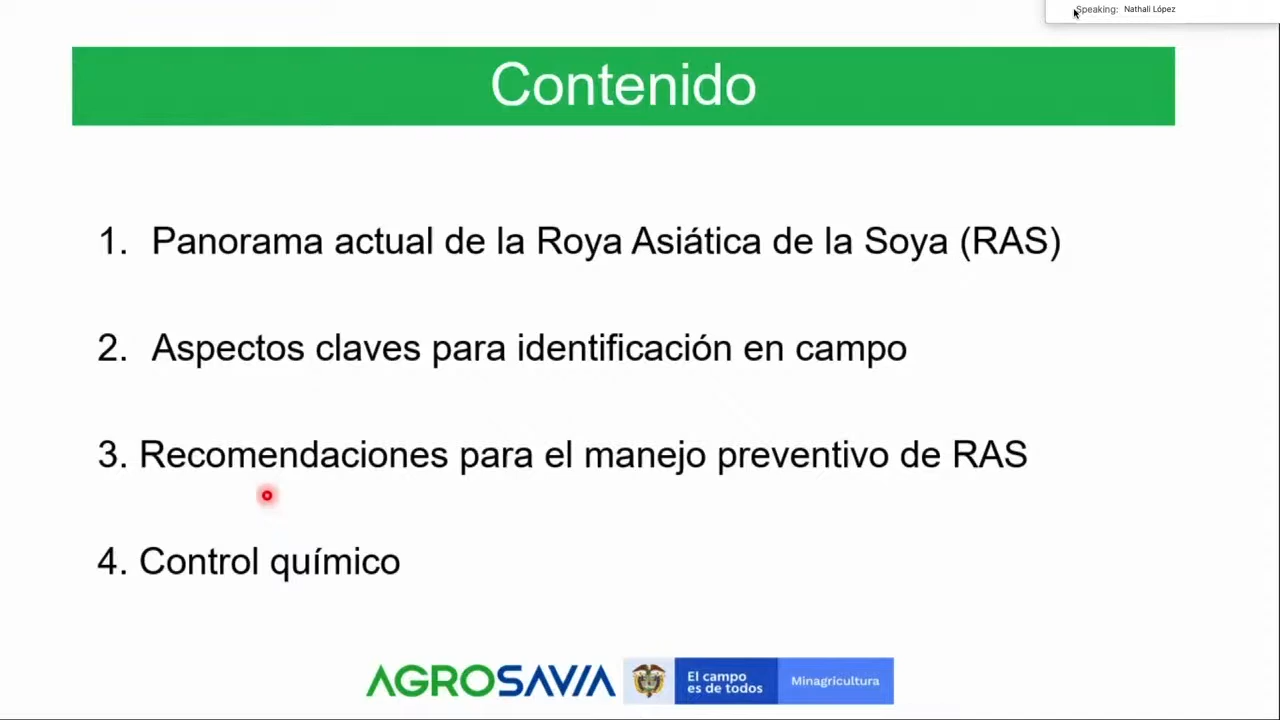 Speaking: Nathali López
Contenido
1. Panorama actual de la Roya Asiática de la Soya (RAS)
2. Aspectos claves para identificación en campo
3. Recomendaciones para el manejo preventivo de RAS
4. Control químico
AGROSAVIA
El campo
es de todos
Minagricultura